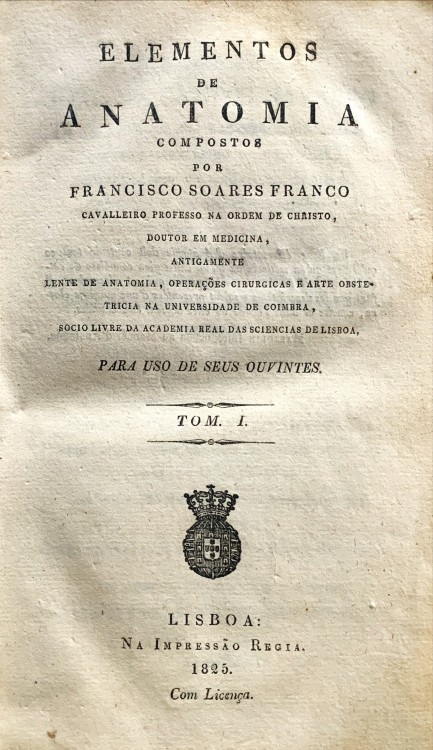 ELEMENTOS
DE
ANATOMIA
COMPOSTOS
POR
FRANCISCO SOARES FRANCO
CAVALLEIRO PROFESSO NA ORDEM DE CHRISTO,
DOUTOR EM MEDICINA,
ANTIGAMENTE
LENTE DE ANATOMIA, OPERAÇÕES CIRURGICAS E ARTE OBSTE-
TRICIA NA UNIVERSIDADE DE COIMBRA,
SOCIO LIVRE DA ACADEMIA REAL DAS SCIENCIAS DE LISBOA,
PARA USO DE SEUS OUVINTES.
TOM. I.
LISBOA:
NA IMPRESSÃO REGIA.
1825.
Com Licença.